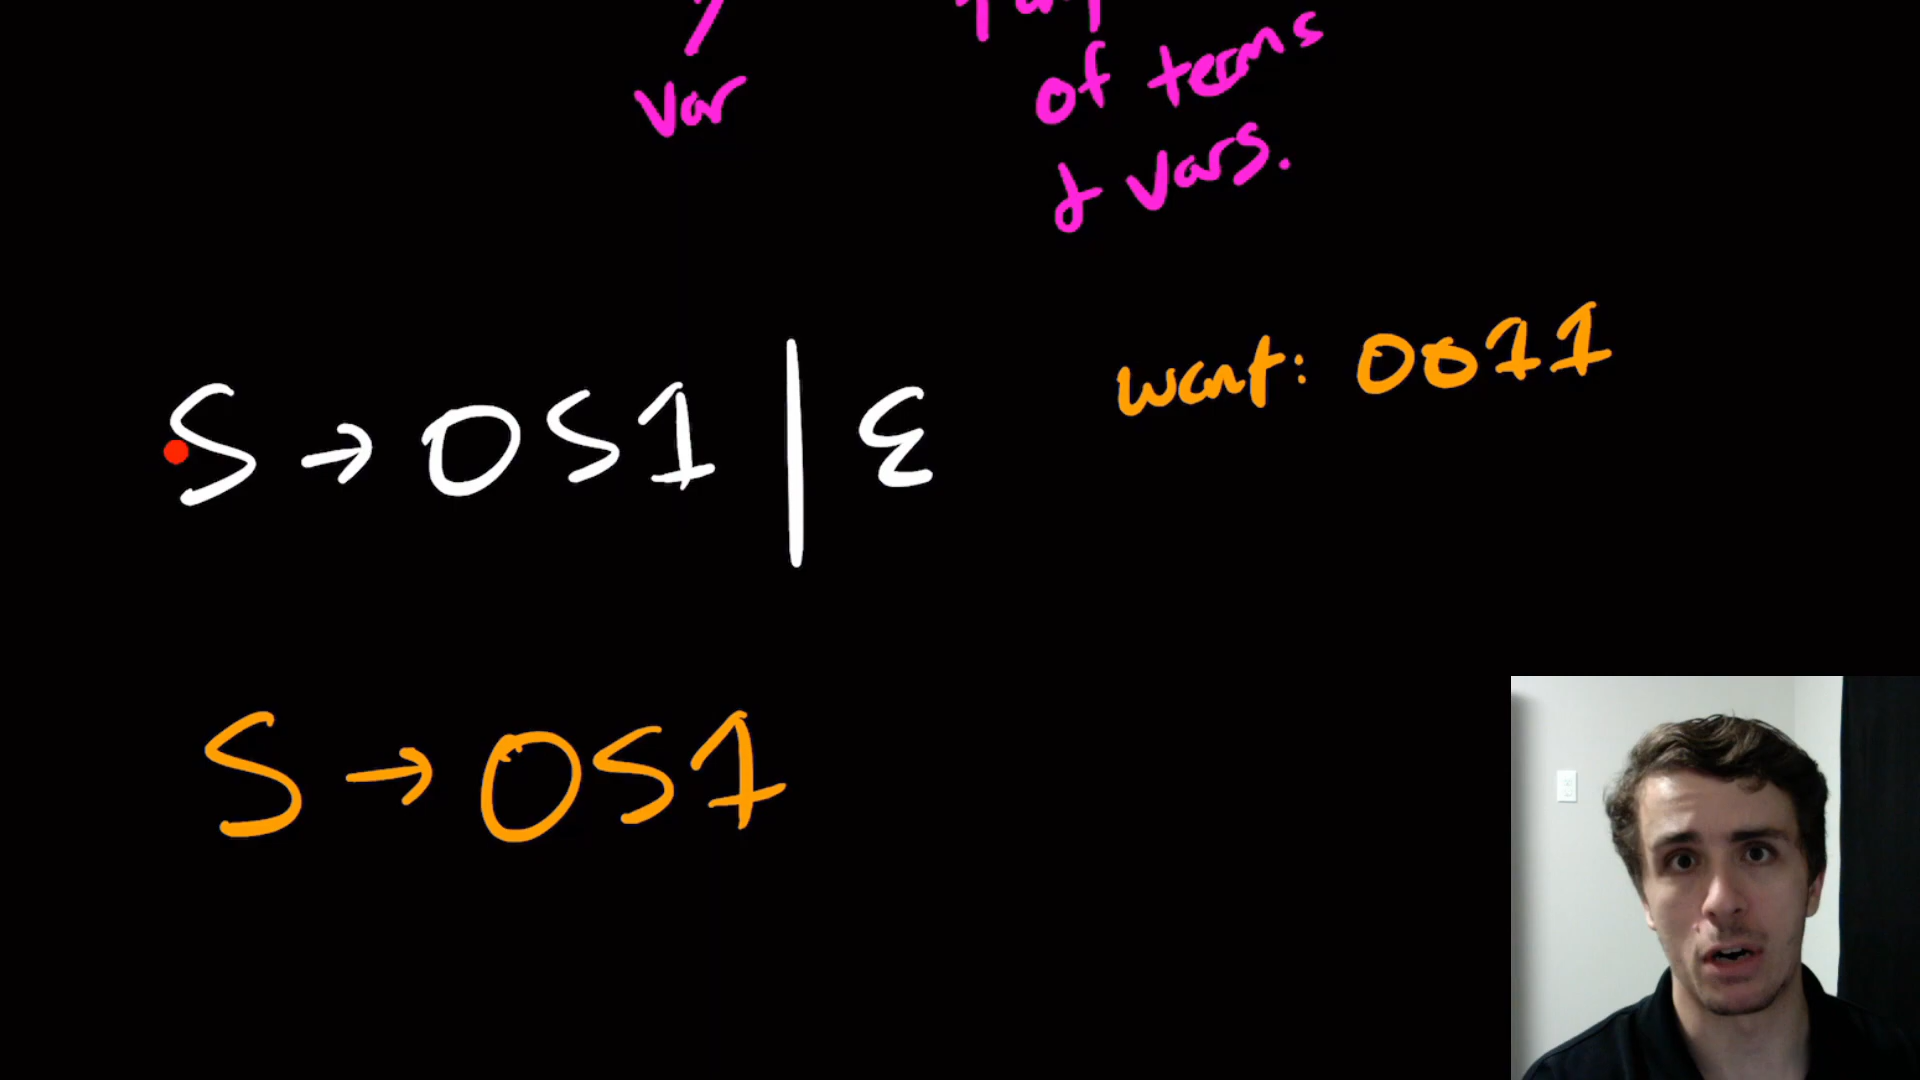 of terms
var
& vars.
want: 0011
S → 0S1 | ε
S → 0S1